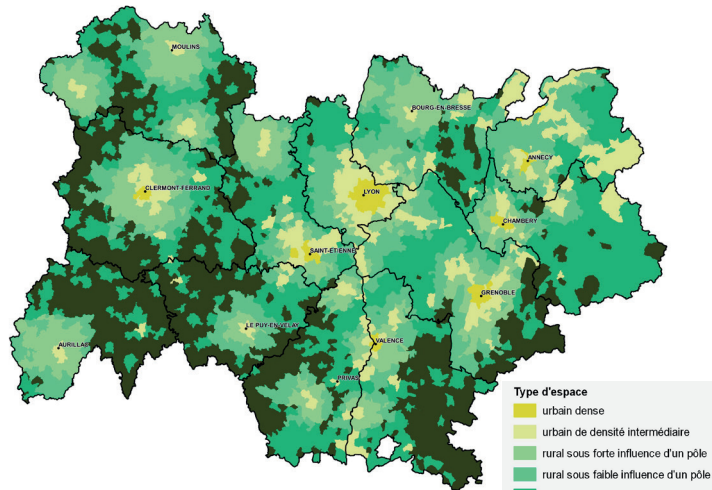 MOULINS
BOURG-EN-BRESSE
ANNECY
CLERMONT-FERRAND
LYON
CHAMBERY
SAINT-ETIENNE
GRENOBLE
LE PUY-EN-VELAY
AURILLAC
VALENCE
PRIVAS
Type d'espace
urbain dense
urbain de densité intermédiaire
rural sous forte influence d'un pôle
rural sous faible influence d'un pôle